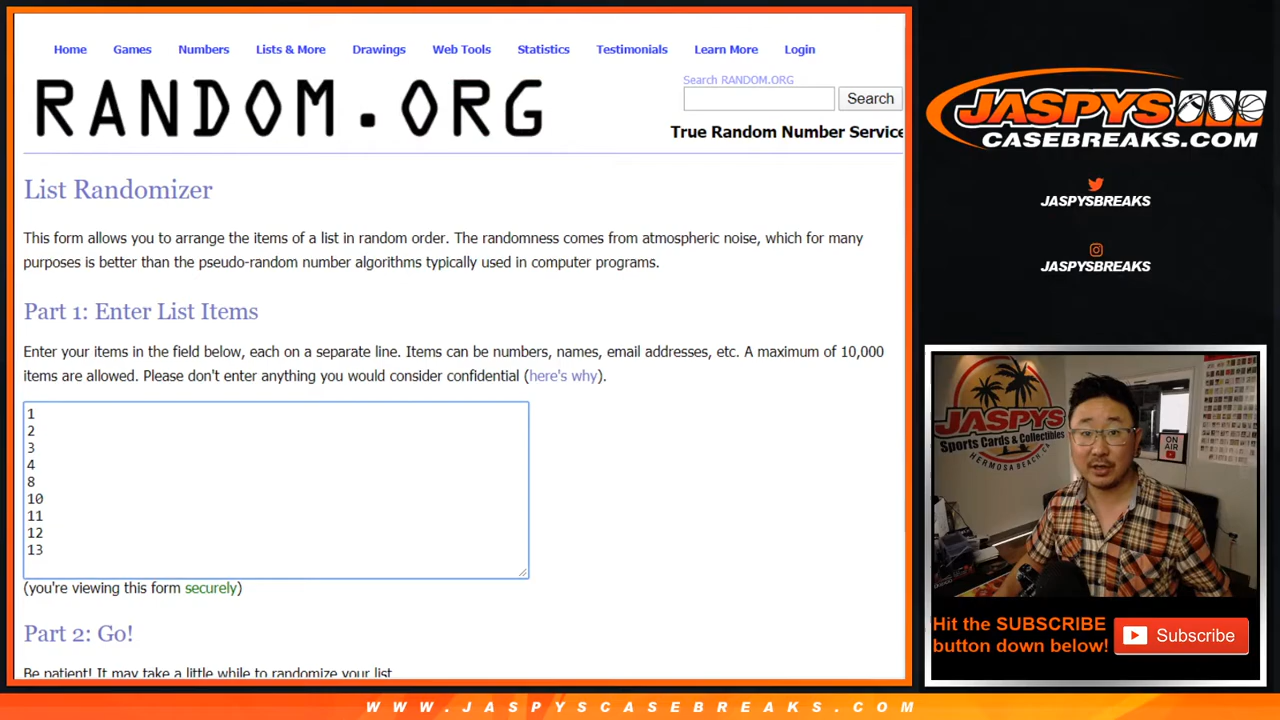 Home Games Numbers Lists & More Drawings Web Tools Statistics Testimonials Learn More Login
RANDOM.ORG
Search RANDOM.ORG
Search
True Random Number Service
List Randomizer
This form allows you to arrange the items of a list in random order. The randomness comes from atmospheric noise, which for many
purposes is better than the pseudo-random number algorithms typically used in computer programs.
Part 1: Enter List Items
Enter your items in the field below, each on a separate line. Items can be numbers, names, email addresses, etc. A maximum of 10,000
items are allowed. Please don't enter anything you would consider confidential (here's why).
1
2
3
4
8
10
11
12
13
(you're viewing this form securely)
Part 2: Go!
Be patient! It may take a little while to randomize your list
JASPYS
CASEBREAKS.COM
JASPYSBREAKS
JASPYSBREAKS
JASPYS
Sports Cards & Collectibles
HERMOSA BEACH, CA
ON
AIR
Hit the SUBSCRIBE
button down below!
Subscribe
WWW.JASPYSCASEBREAKS.COM